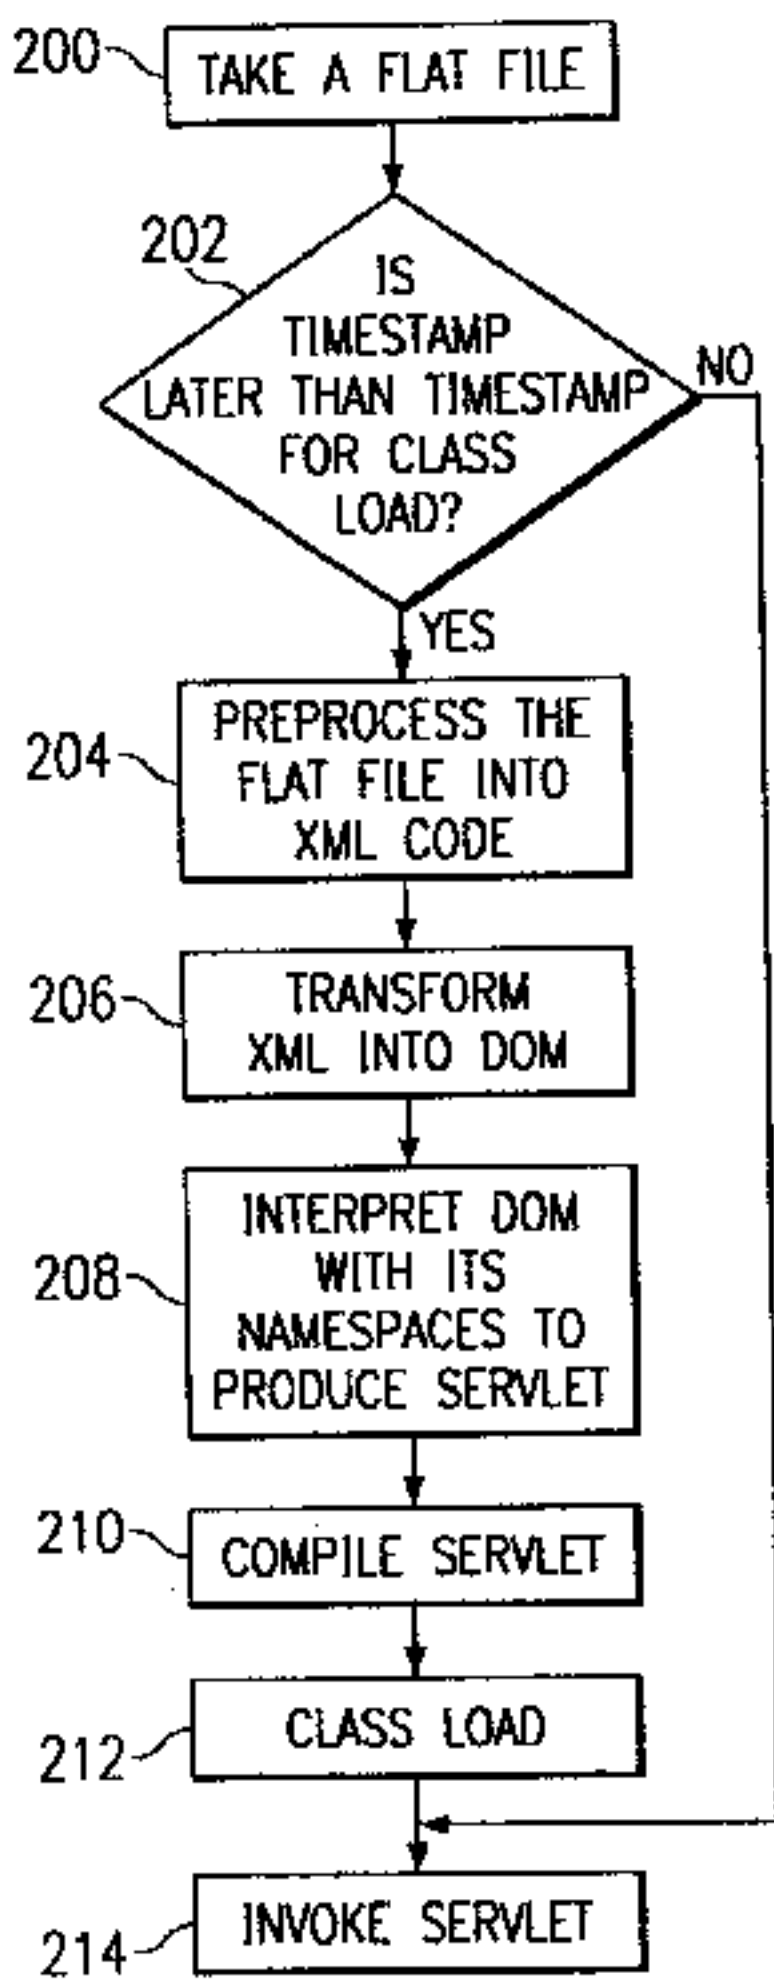 200
TAKE A FLAT FILE
202
IS
TIMESTAMP
LATER THAN TIMESTAMP
FOR CLASS
LOAD?
NO
YES
204
PREPROCESS THE
FLAT FILE INTO
XML CODE
206
TRANSFORM
XML INTO DOM
208
INTERPRET DOM
WITH ITS
NAMESPACES TO
PRODUCE SERVLET
210
COMPILE SERVLET
212
CLASS LOAD
214
INVOKE SERVLET